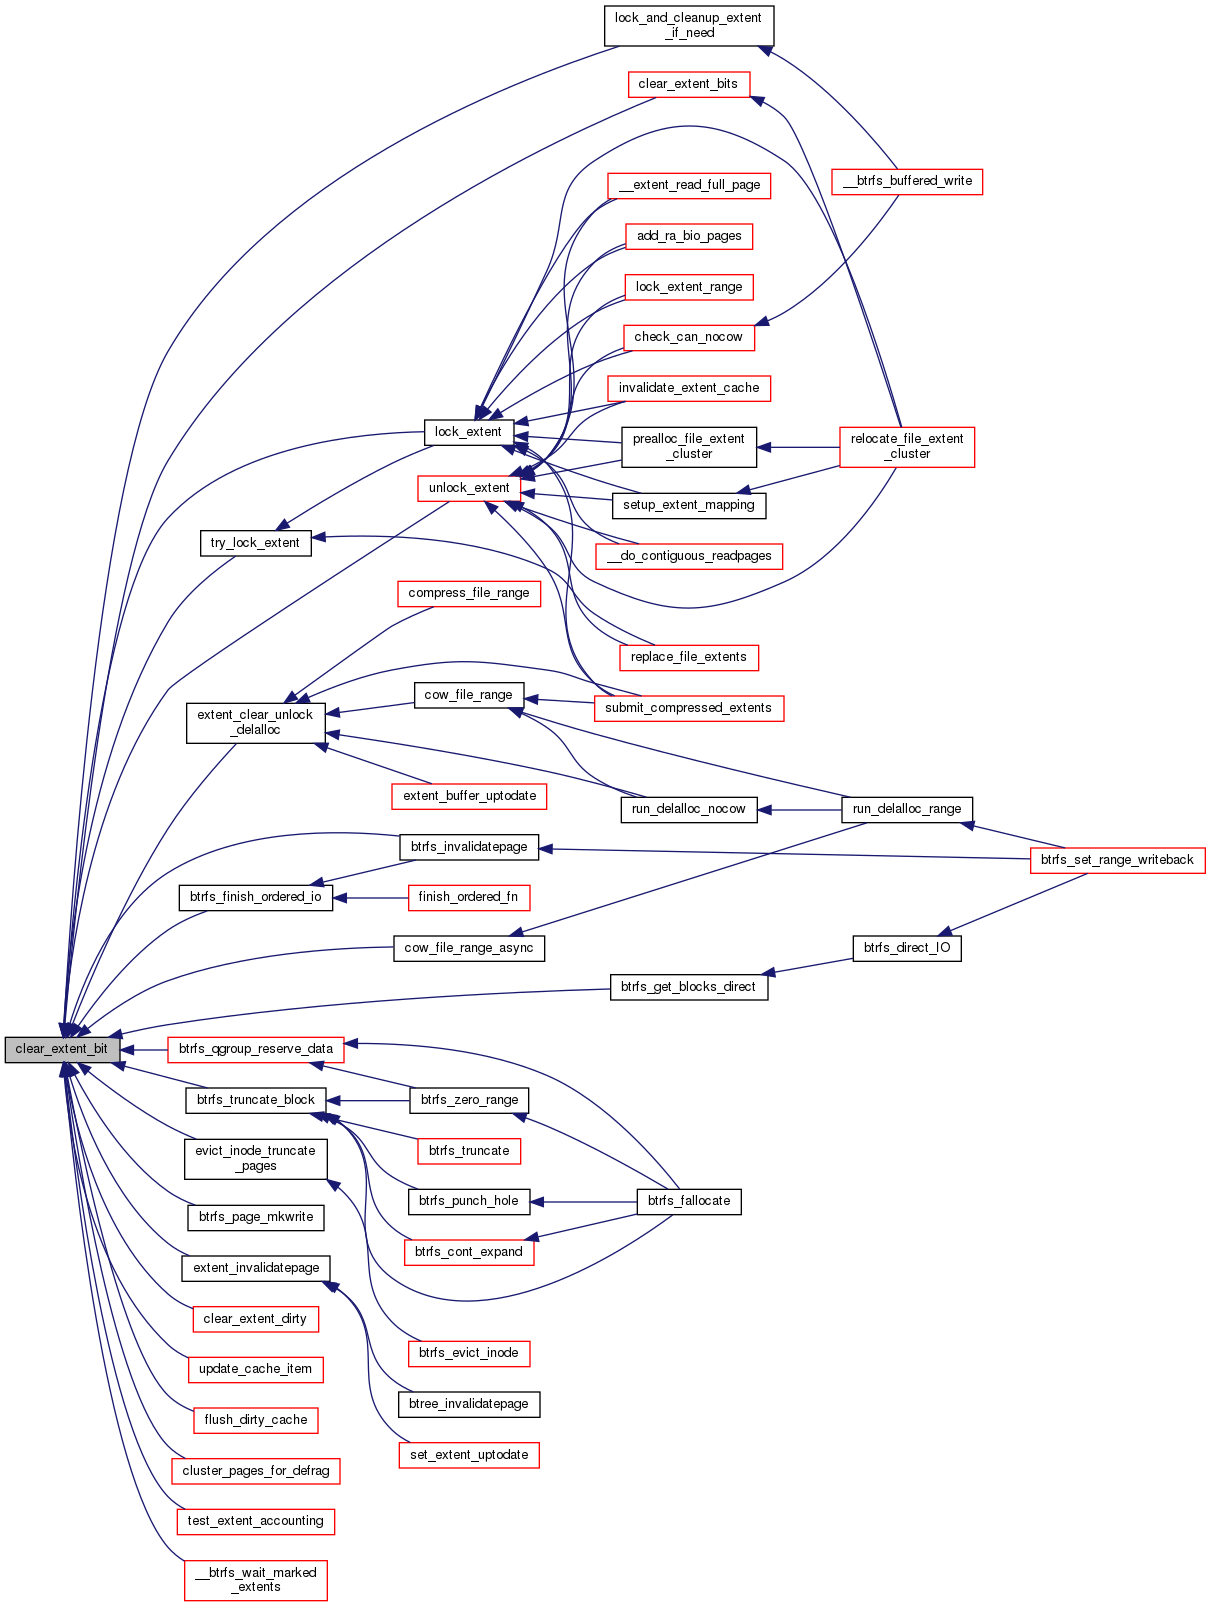 lock_and_cleanup_extent
_if_need
clear_extent_bits
__extent_read_full_page
__btrfs_buffered_write
add_ra_bio_pages
lock_extent_range
check_can_nocow
invalidate_extent_cache
lock_extent
prealloc_file_extent
_cluster
relocate_file_extent
_cluster
unlock_extent
setup_extent_mapping
try_lock_extent
__do_contiguous_readpages
compress_file_range
replace_file_extents
cow_file_range
submit_compressed_extents
extent_clear_unlock
_delalloc
extent_buffer_uptodate
run_delalloc_nocow
run_delalloc_range
btrfs_invalidatepage
btrfs_set_range_writeback
btrfs_finish_ordered_io
finish_ordered_fn
cow_file_range_async
btrfs_direct_IO
btrfs_get_blocks_direct
clear_extent_bit
btrfs_qgroup_reserve_data
btrfs_truncate_block
btrfs_zero_range
evict_inode_truncate
_pages
btrfs_truncate
btrfs_punch_hole
btrfs_fallocate
btrfs_page_mkwrite
btrfs_cont_expand
extent_invalidatepage
clear_extent_dirty
btrfs_evict_inode
update_cache_item
btree_invalidatepage
flush_dirty_cache
set_extent_uptodate
cluster_pages_for_defrag
test_extent_accounting
__btrfs_wait_marked
_extents